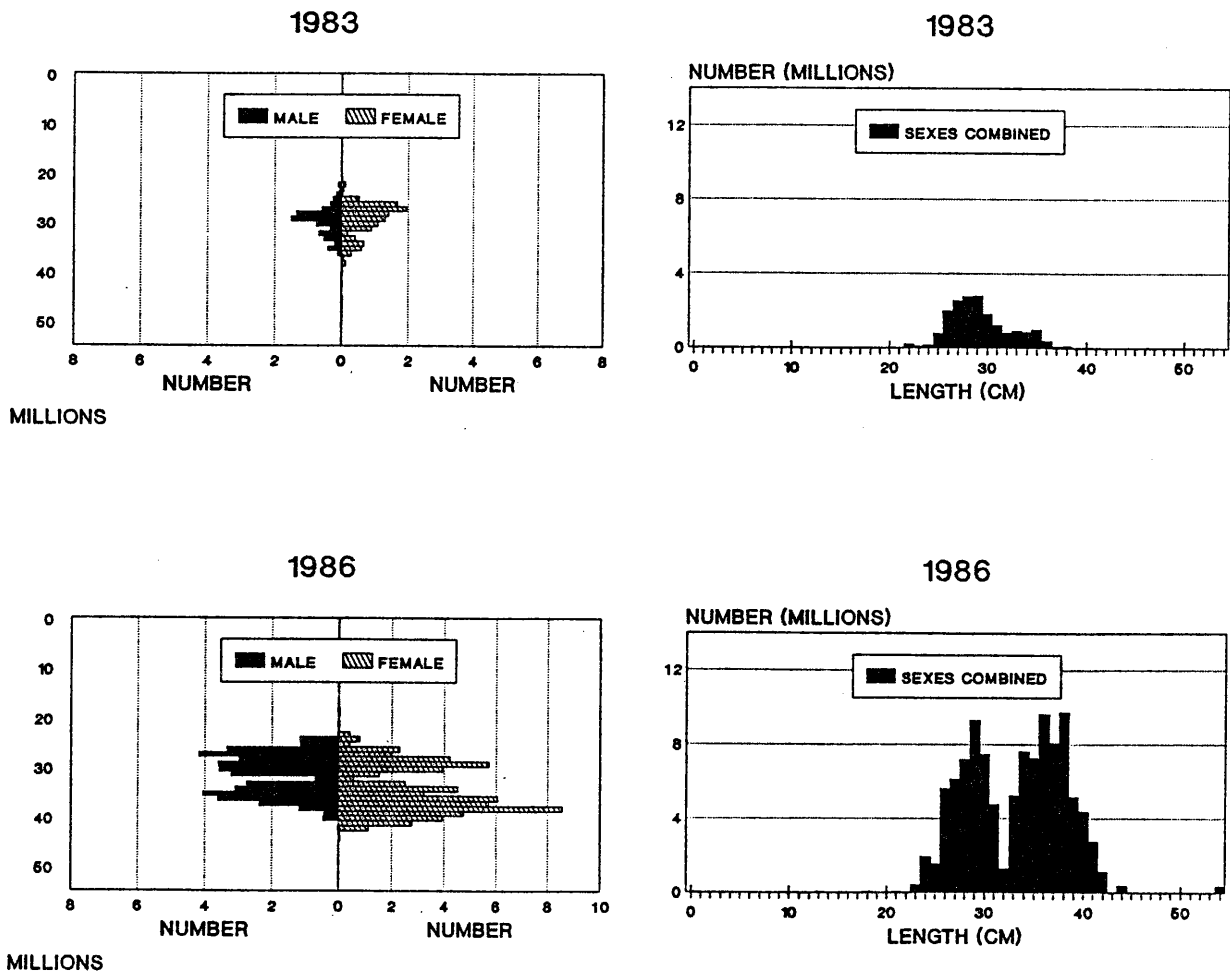 1983
0
10
20
30
40
50
MALE FEMALE
8 6 4 2 0 2 4 6 8
NUMBER NUMBER
MILLIONS
1983
NUMBER (MILLIONS)
12
8
4
0
SEXES COMBINED
0 10 20 30 40 50
LENGTH (CM)
1986
0
10
20
30
40
50
MALE FEMALE
8 6 4 2 0 2 4 6 8 10
NUMBER NUMBER
MILLIONS
1986
NUMBER (MILLIONS)
12
8
4
0
SEXES COMBINED
0 10 20 30 40 50
LENGTH (CM)